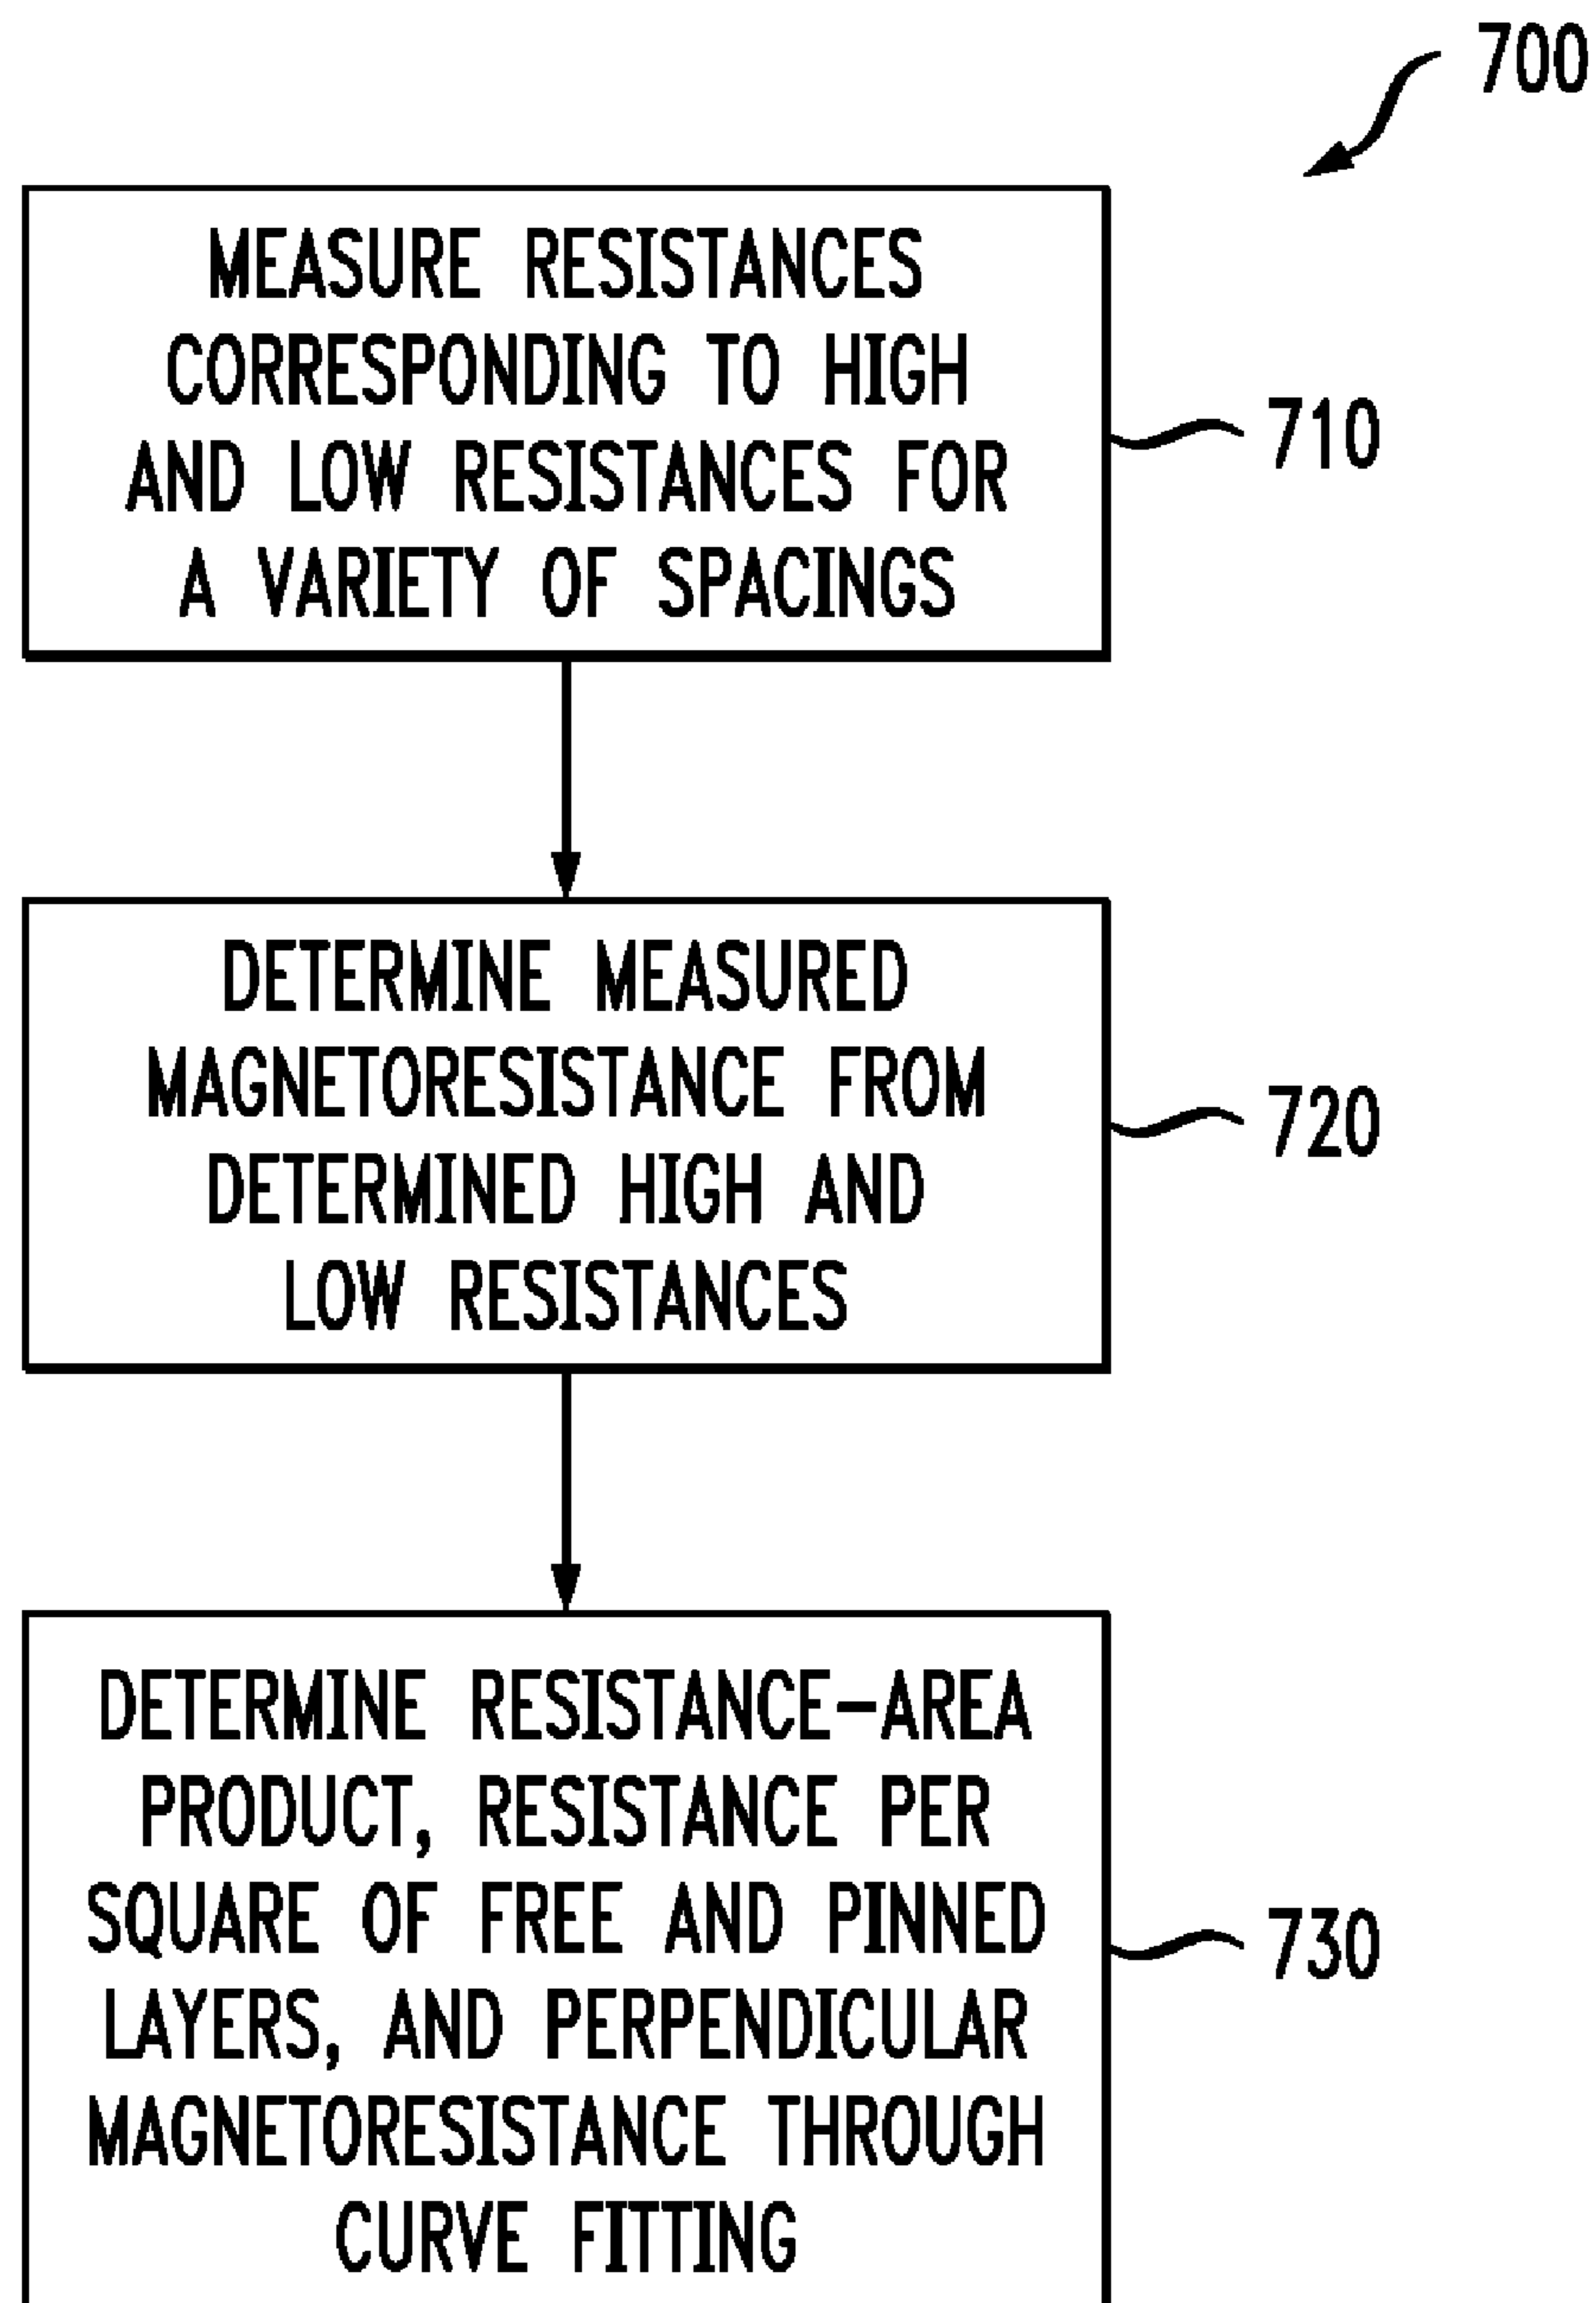 700
MEASURE RESISTANCES
CORRESPONDING TO HIGH
AND LOW RESISTANCES FOR
A VARIETY OF SPACINGS
710
DETERMINE MEASURED
MAGNETORESISTANCE FROM
DETERMINED HIGH AND
LOW RESISTANCES
720
DETERMINE RESISTANCE-AREA
PRODUCT, RESISTANCE PER
SQUARE OF FREE AND PINNED
LAYERS, AND PERPENDICULAR
MAGNETORESISTANCE THROUGH
CURVE FITTING
730